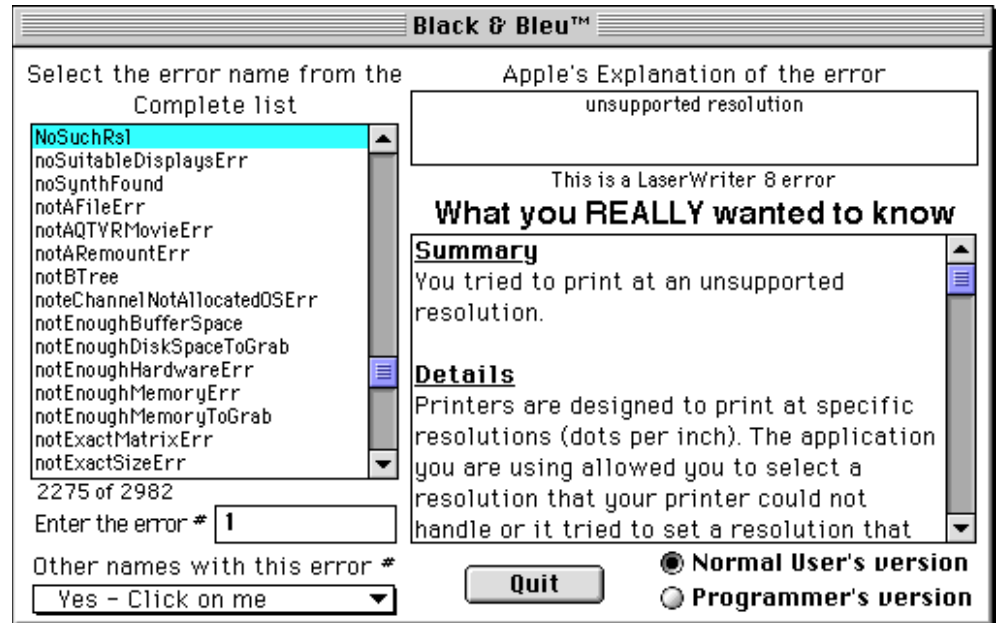 Black & Bleu™
Select the error name from the
Complete list
NoSuchRsl
noSuitableDisplaysErr
noSynthFound
notAFileErr
notAQTVRMovieErr
notARemountErr
notBTree
noteChannelNotAllocatedOSErr
notEnoughBufferSpace
notEnoughDiskSpaceToGrab
notEnoughHardwareErr
notEnoughMemoryErr
notEnoughMemoryToGrab
notExactMatrixErr
notExactSizeErr
2275 of 2982
Enter the error # 1
Other names with this error #
Yes - Click on me
Apple's Explanation of the error
unsupported resolution
This is a LaserWriter 8 error
What you REALLY wanted to know
Summary
You tried to print at an unsupported
resolution.
Details
Printers are designed to print at specific
resolutions (dots per inch). The application
you are using allowed you to select a
resolution that your printer could not
handle or it tried to set a resolution that
Quit
Normal User's version
Programmer's version